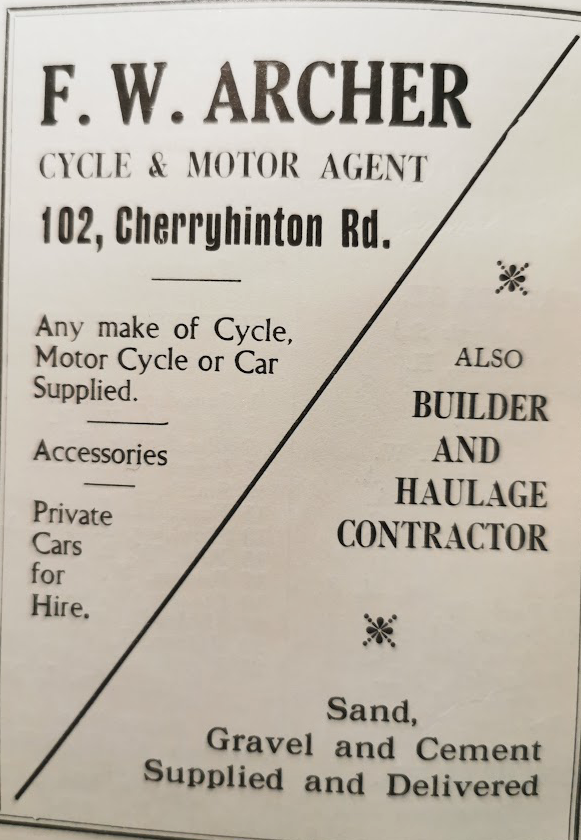 F. W. ARCHER
CYCLE & MOTOR AGENT
102, Cherryhinton Rd.
Any make of Cycle,
Motor Cycle or Car
Supplied.
Accessories
Private
Cars
for
Hire.
ALSO
BUILDER
AND
HAULAGE
CONTRACTOR
Sand,
Gravel and Cement
Supplied and Delivered